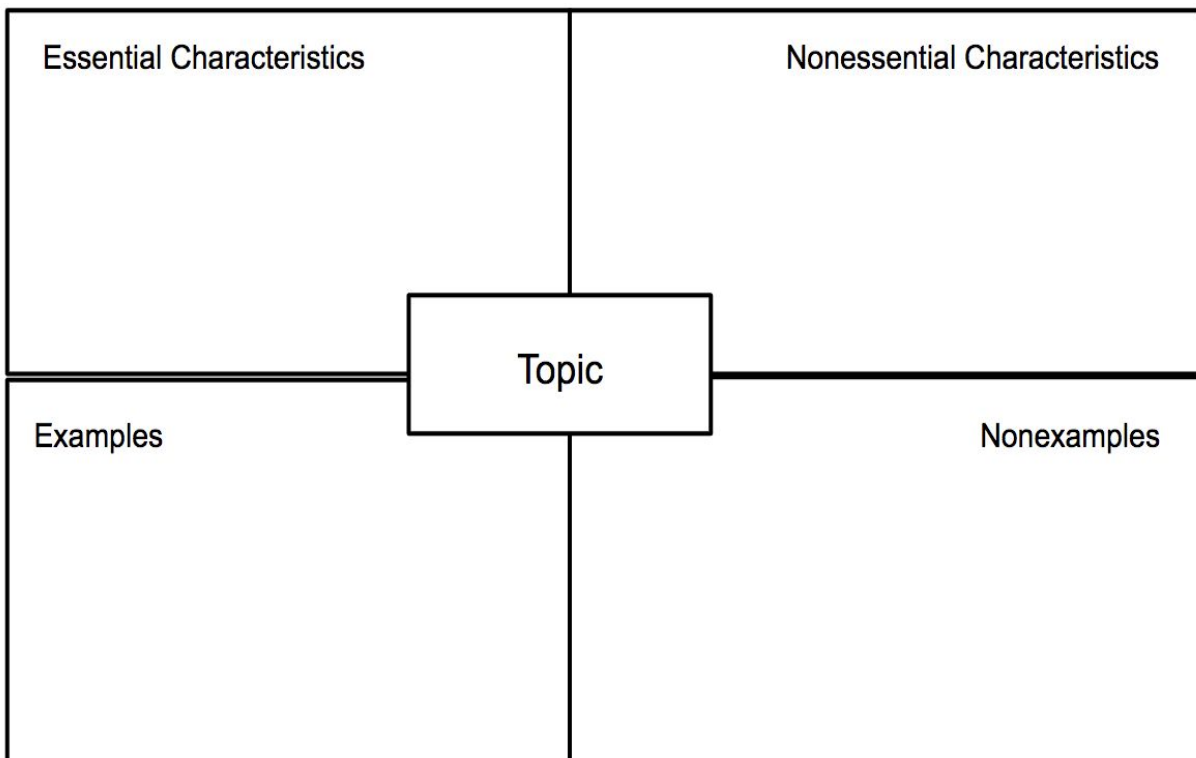 Essential Characteristics
Nonessential Characteristics
Topic
Examples
Nonexamples